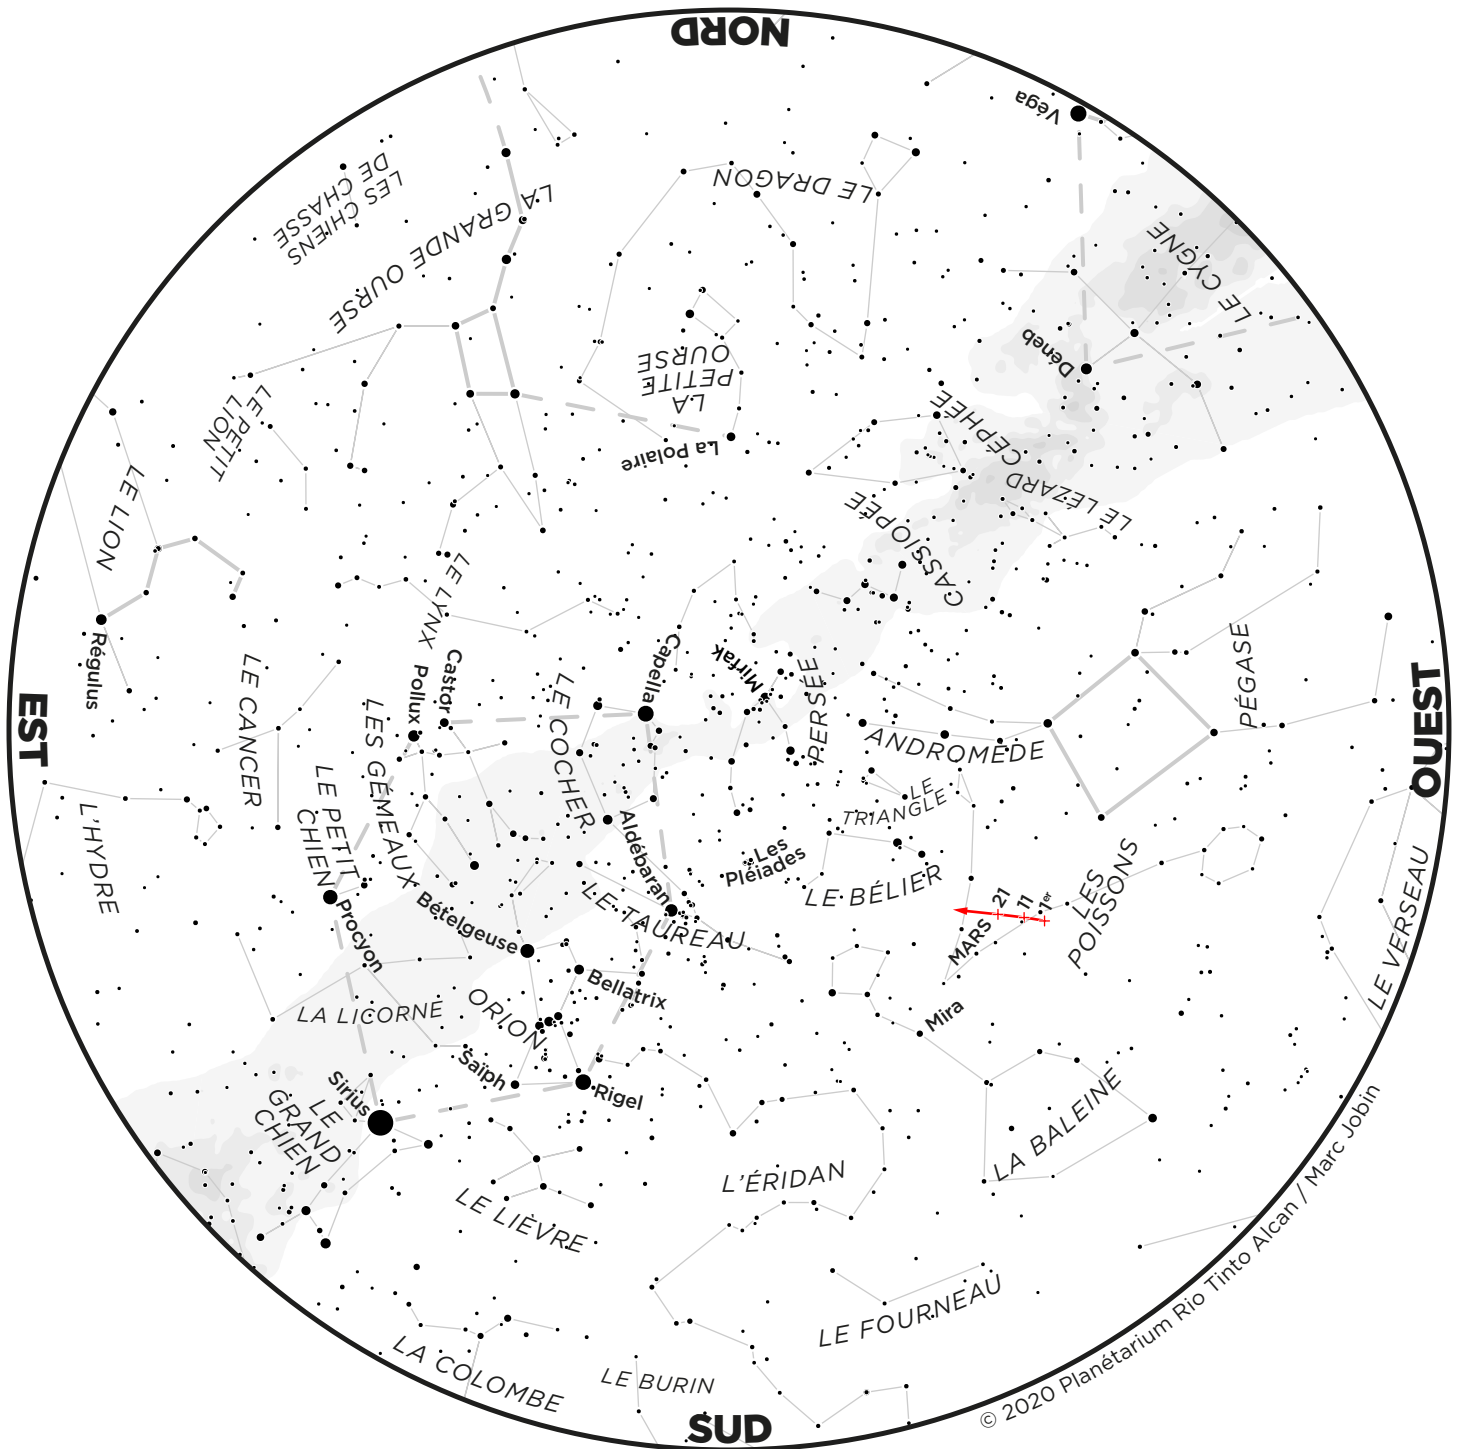 NORD
Véga
LES CHIENS
DE CHASSE
LA GRANDE OURSE
LE DRAGON
LE CYGNE
Déneb
LA
PETITE
OURSE
La Polaire
LE PETIT
LION
LE LION
Régulus
CÉPHÉE
LE LÉZARD
CASSIOPÉE
LE LYNX
Castor
Pollux
Capella
Mirfak
PERSÉE
PÉGASE
EST
OUEST
LE CANCER
LES GÉMEAUX
LE COCHER
ANDROMÈDE
LE
TRIANGLE
L'HYDRE
LE PETIT
CHIEN
Procyon
Aldébaran
Les
Pléiades
LE BÉLIER
LE TAUREAU
Bételgeuse
Bellatrix
MARS
1er
11
21
LES
POISSONS
LE VERSEAU
LA LICORNE
ORION
Saïph
Rigel
Mira
Sirius
LE
GRAND
CHIEN
LE LIÈVRE
L'ÉRIDAN
LA BALEINE
LE FOURNEAU
LA COLOMBE
LE BURIN
SUD
© 2020 Planétarium Rio Tinto Alcan / Marc Jobin